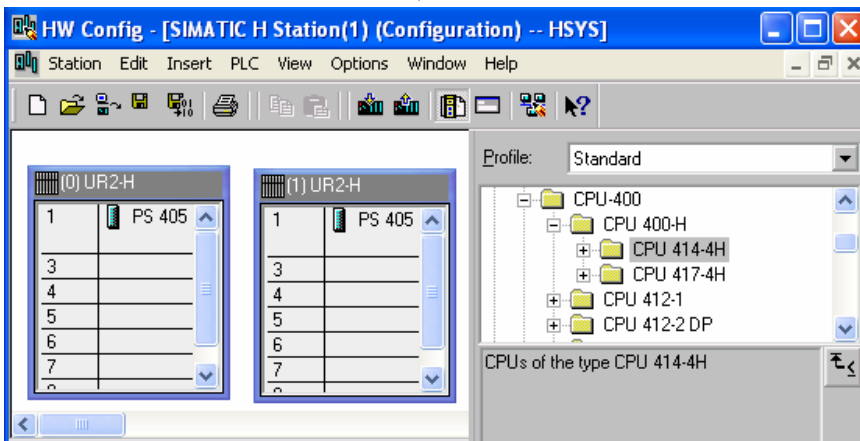 HW Config - [SIMATIC H Station(1) (Configuration) -- HSYS]
Station Edit Insert PLC View Options Window Help
Profile: Standard
(0) UR2-H
1 PS 405
3
4
5
6
7
(1) UR2-H
1 PS 405
3
4
5
6
7
CPU-400
CPU 400-H
CPU 414-4H
CPU 417-4H
CPU 412-1
CPU 412-2 DP
CPUs of the type CPU 414-4H